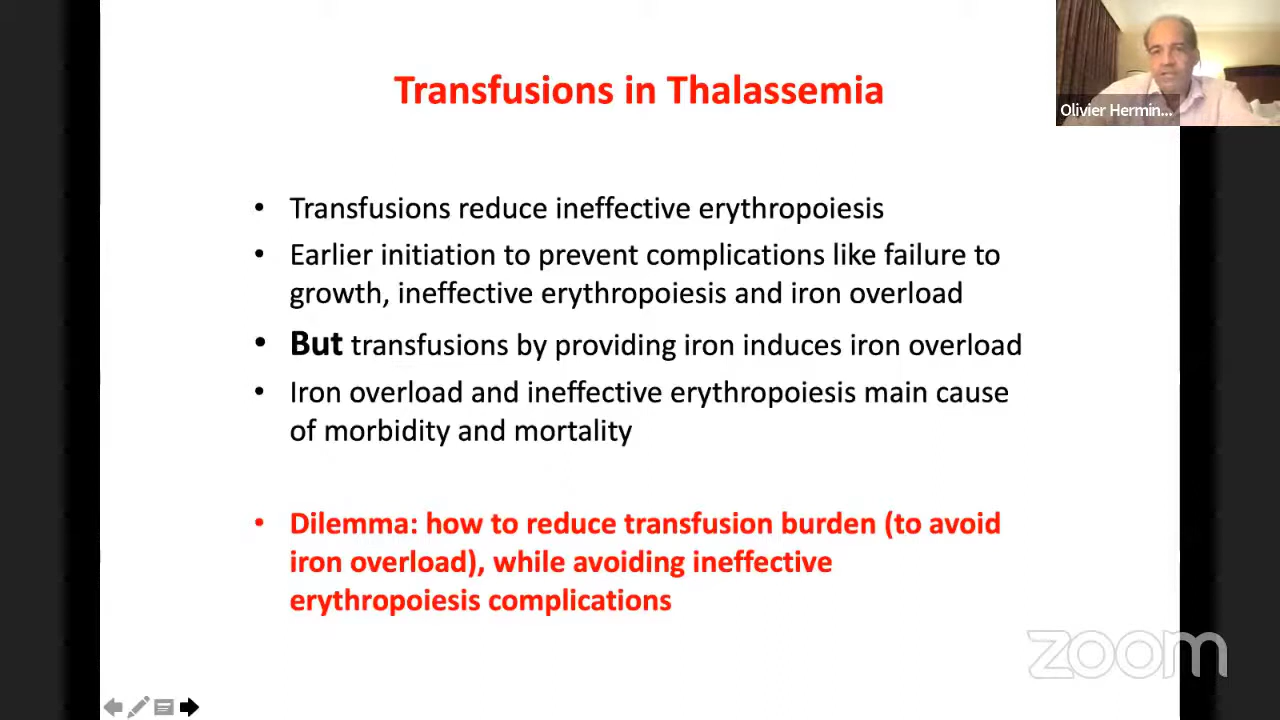 Transfusions in Thalassemia
Olivier Hermin...
• Transfusions reduce ineffective erythropoiesis
• Earlier initiation to prevent complications like failure to
growth, ineffective erythropoiesis and iron overload
• But transfusions by providing iron induces iron overload
• Iron overload and ineffective erythropoiesis main cause
of morbidity and mortality
• Dilemma: how to reduce transfusion burden (to avoid
iron overload), while avoiding ineffective
erythropoiesis complications
zoom